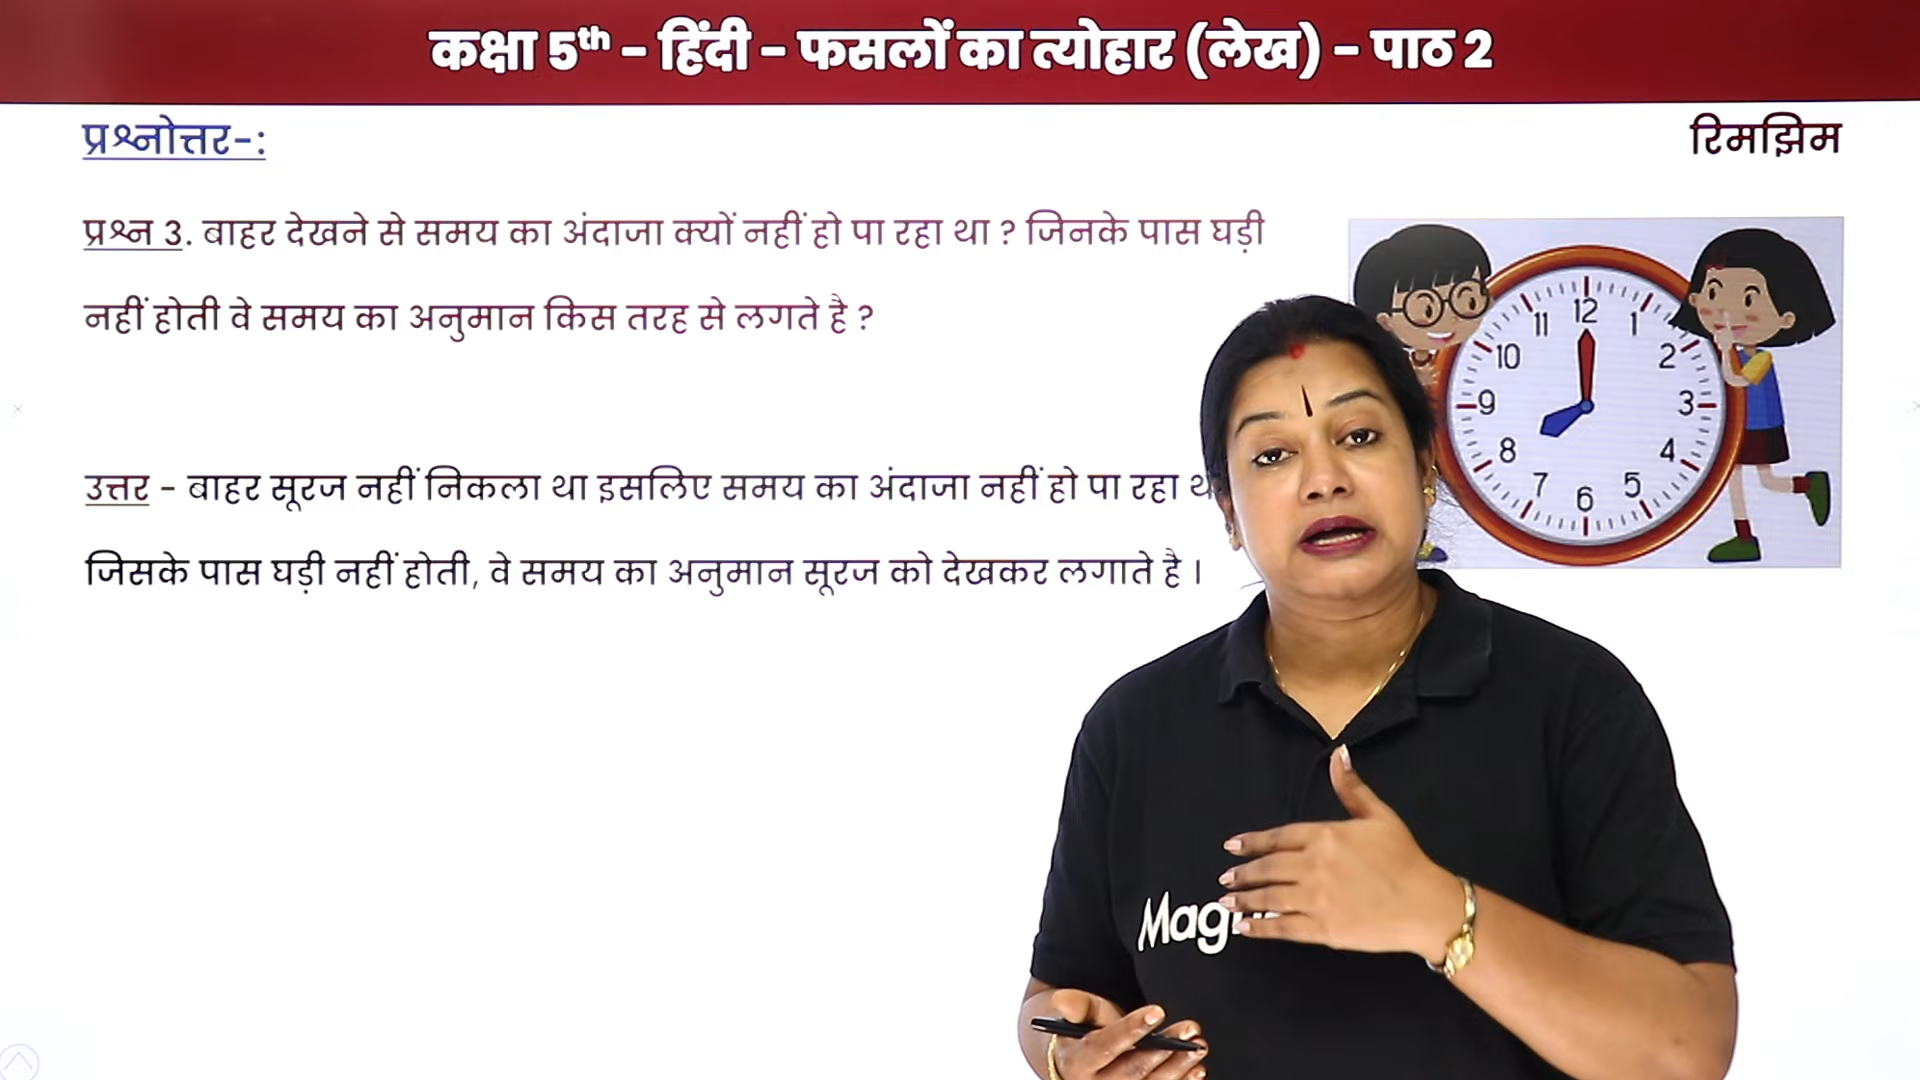 कक्षा 5th - हिंदी - फसलों का त्योहार (लेख) - पाठ 2
प्रश्नोत्तर-:
रिमझिम
प्रश्न 3. बाहर देखने से समय का अंदाजा क्यों नहीं हो पा रहा था ? जिनके पास घड़ी
नहीं होती वे समय का अनुमान किस तरह से लगते है ?
उत्तर - बाहर सूरज नहीं निकला था इसलिए समय का अंदाजा नहीं हो पा रहा
जिसके पास घड़ी नहीं होती, वे समय का अनुमान सूरज को देखकर लगाते है ।
12
11 1
10 2
9 3
8 4
7 5
6